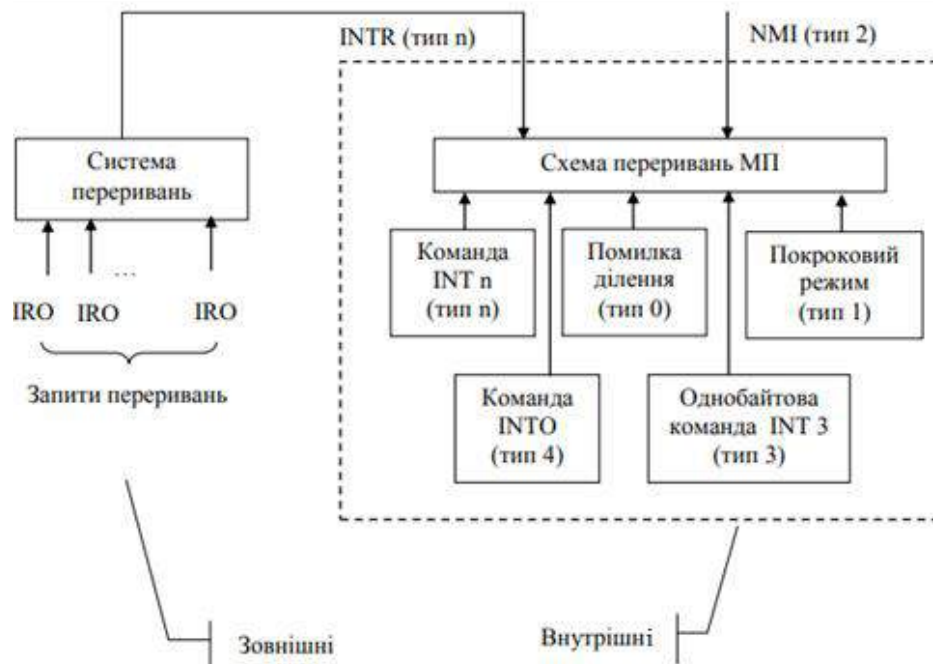 INTR (тип n)
NMI (тип 2)
Система
переривань
Схема переривань МП
Команда
INT n
(тип n)
Помилка
ділення
(тип 0)
Покроковий
режим
(тип 1)
...
IRO IRO IRO
Запити переривань
Команда
INTO
(тип 4)
Однобайтова
команда INT 3
(тип 3)
Зовнішні
Внутрішні